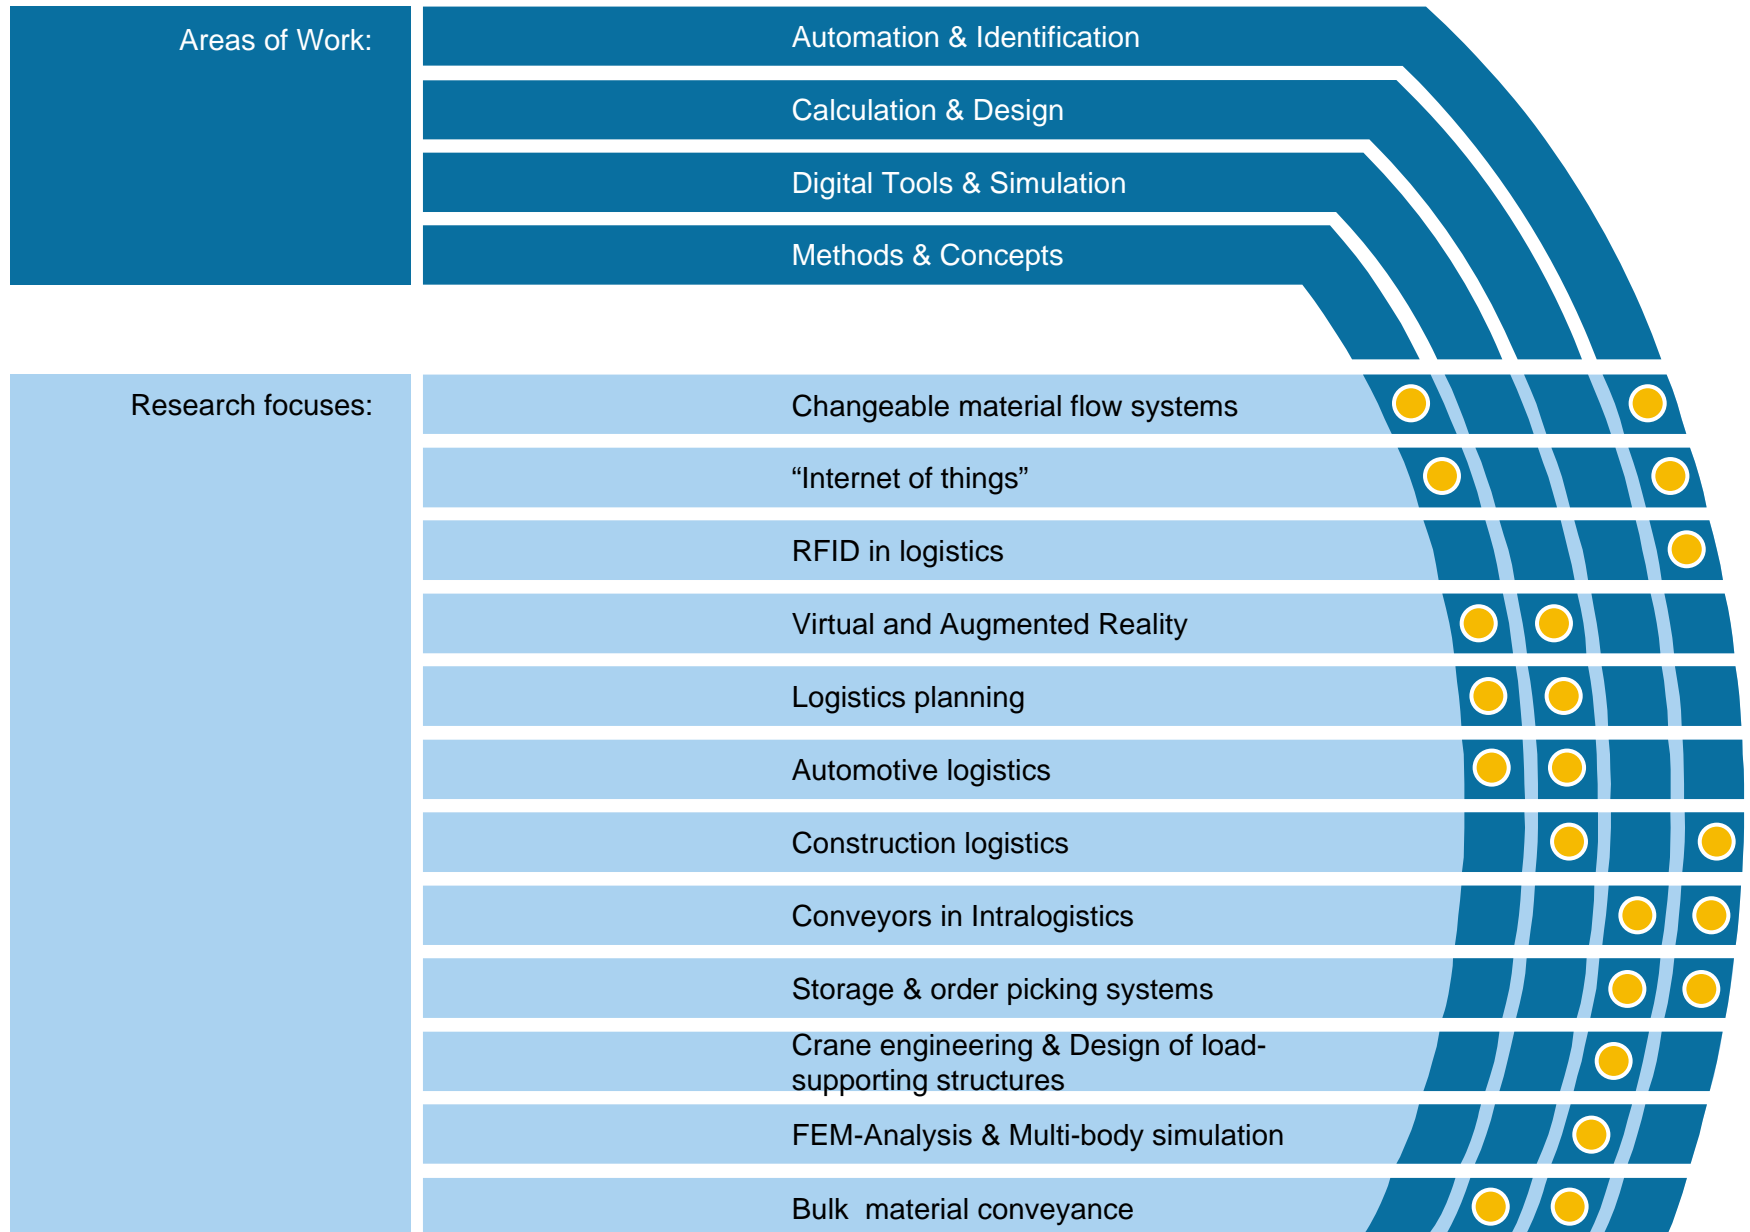 Areas of Work:
Automation & Identification
Calculation & Design
Digital Tools & Simulation
Methods & Concepts
Research focuses:
Changeable material flow systems
“Internet of things”
RFID in logistics
Virtual and Augmented Reality
Logistics planning
Automotive logistics
Construction logistics
Conveyors in Intralogistics
Storage & order picking systems
Crane engineering & Design of load-
supporting structures
FEM-Analysis & Multi-body simulation
Bulk  material conveyance